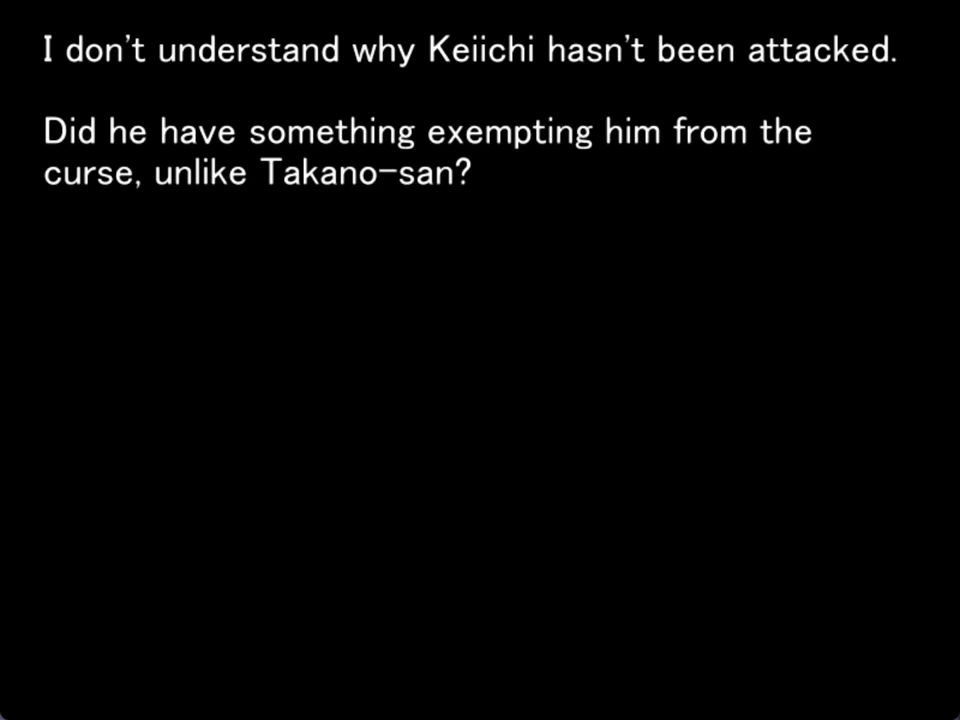 I don't understand why Keiichi hasn't been attacked.
Did he have something exempting him from the
curse, unlike Takano-san?